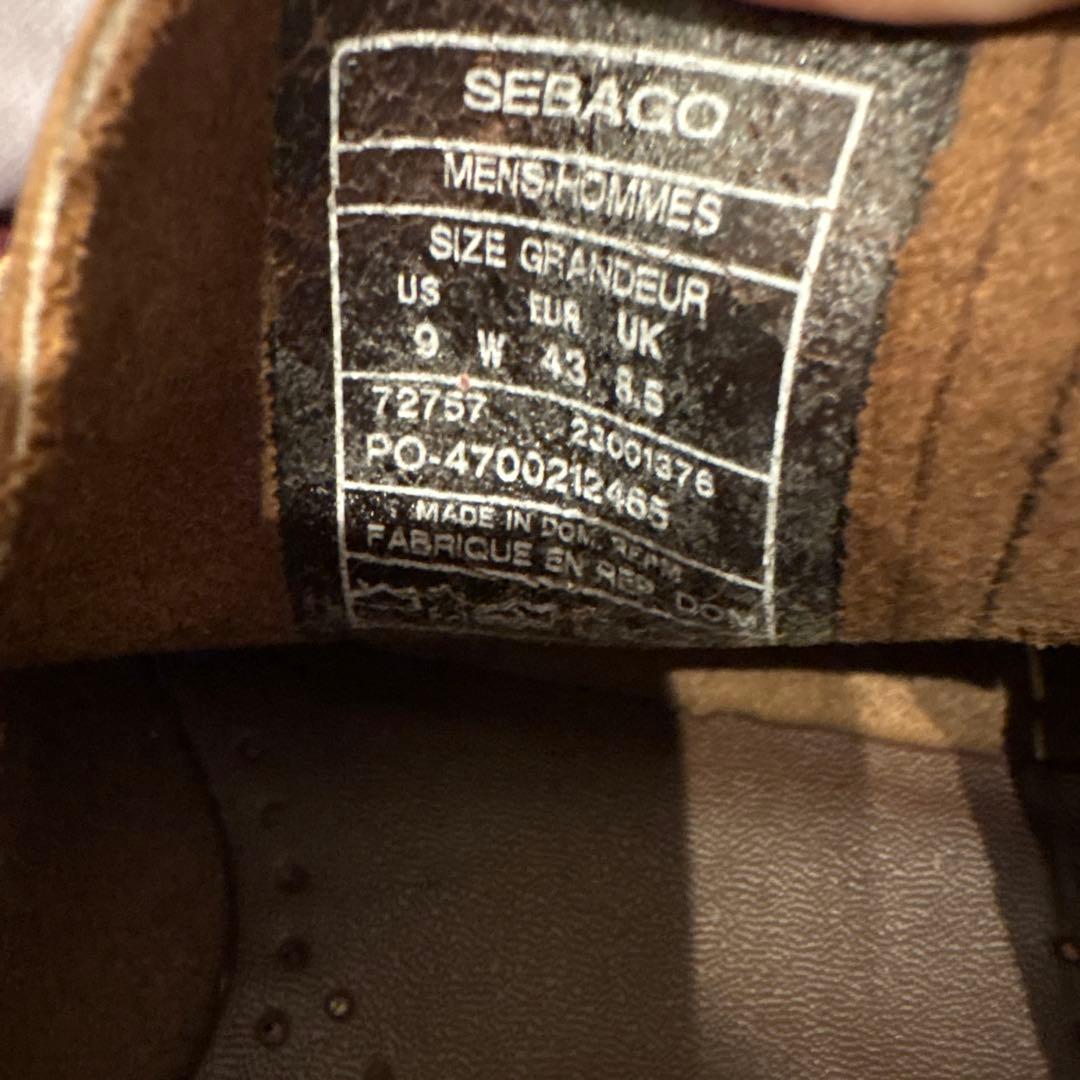 SEBAGO
MENS-HOMMES
SIZE GRANDEUR
US EUR UK
9 W 43 8.5
72757 23001376
PO-4700212465
MADE IN DOM.
FABRIQUE EN REP. DOM